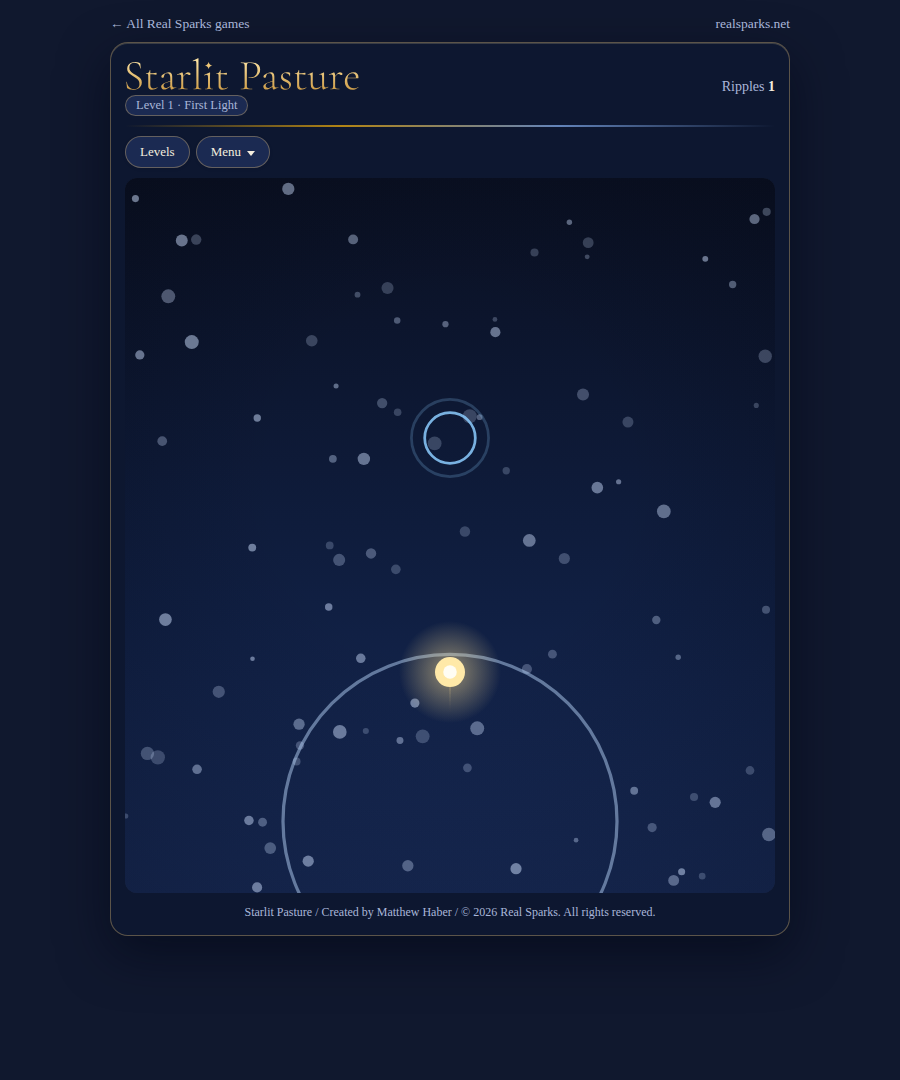 ← All Real Sparks games
realsparks.net
Starlit Pasture
Level 1 · First Light
Ripples 1
Levels
Menu
Starlit Pasture / Created by Matthew Haber / © 2026 Real Sparks. All rights reserved.